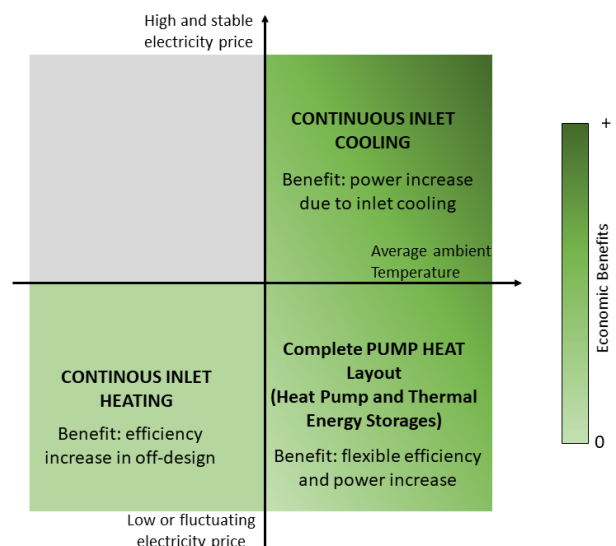 High and stable
electricity price
CONTINUOUS INLET
COOLING
Benefit: power increase
due to inlet cooling
Average ambient
Temperature
CONTINOUS INLET
HEATING
Benefit: efficiency
increase in off-design
Complete PUMP HEAT
Layout
(Heat Pump and Thermal
Energy Storages)
Benefit: flexible efficiency
and power increase
Low or fluctuating
electricity price
+
Economic Benefits
0